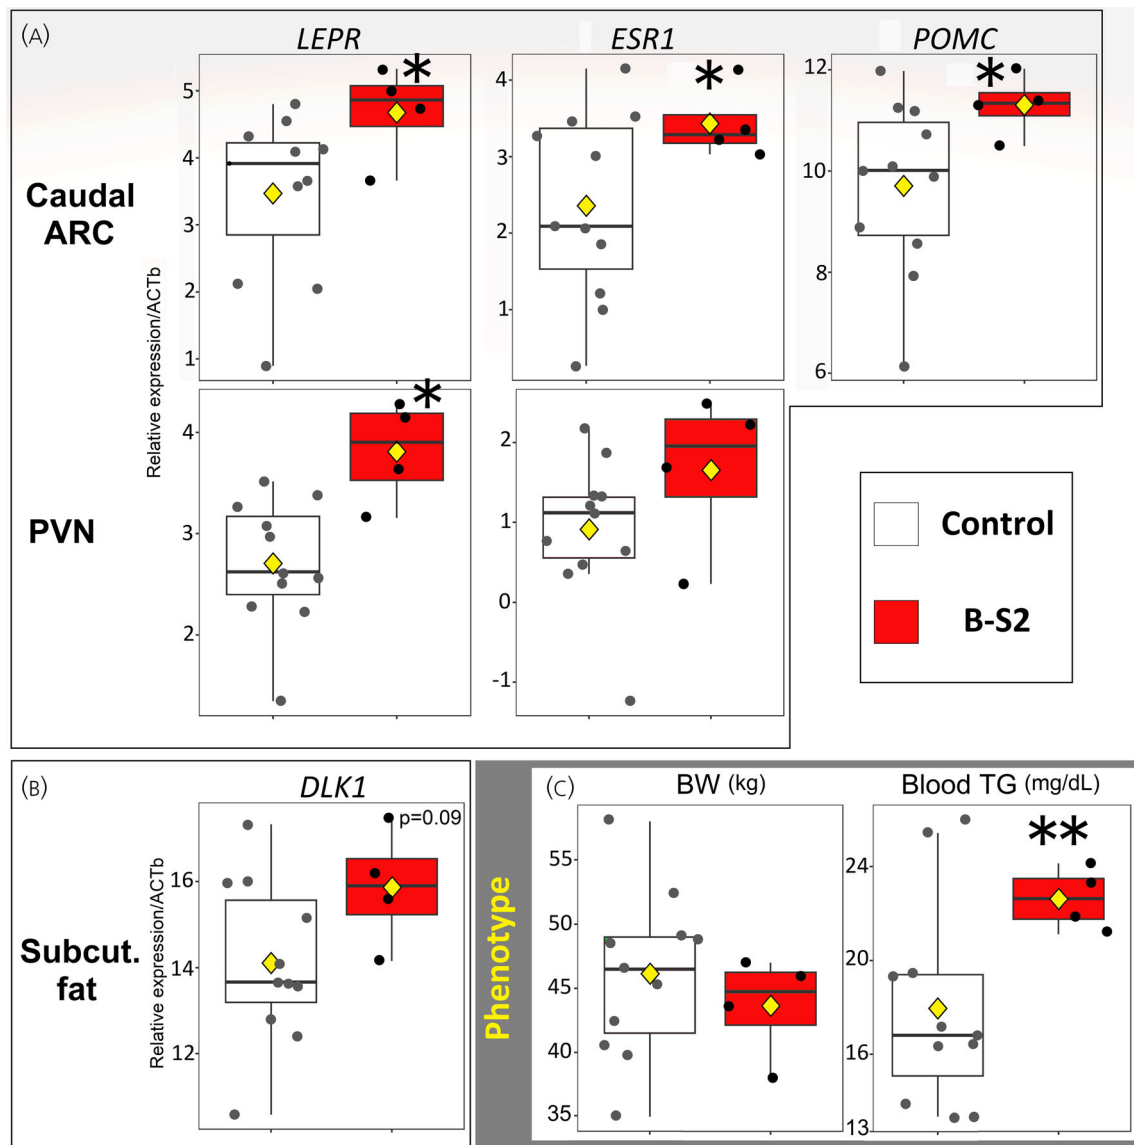 (A)
LEPR
ESR1
POMC
Caudal
ARC
Relative expression/ACTb
5
4
3
2
1
*
4
3
2
1
*
12
10
8
6
*
PVN
4
3
2
*
2
1
0
-1
Control
B-S2
(B)
DLK1
Subcut.
fat
Relative expression/ACTb
16
14
12
p=0.09
(C)
Phenotype
BW (kg)
55
50
45
40
35
Blood TG (mg/dL)
24
20
16
13
**